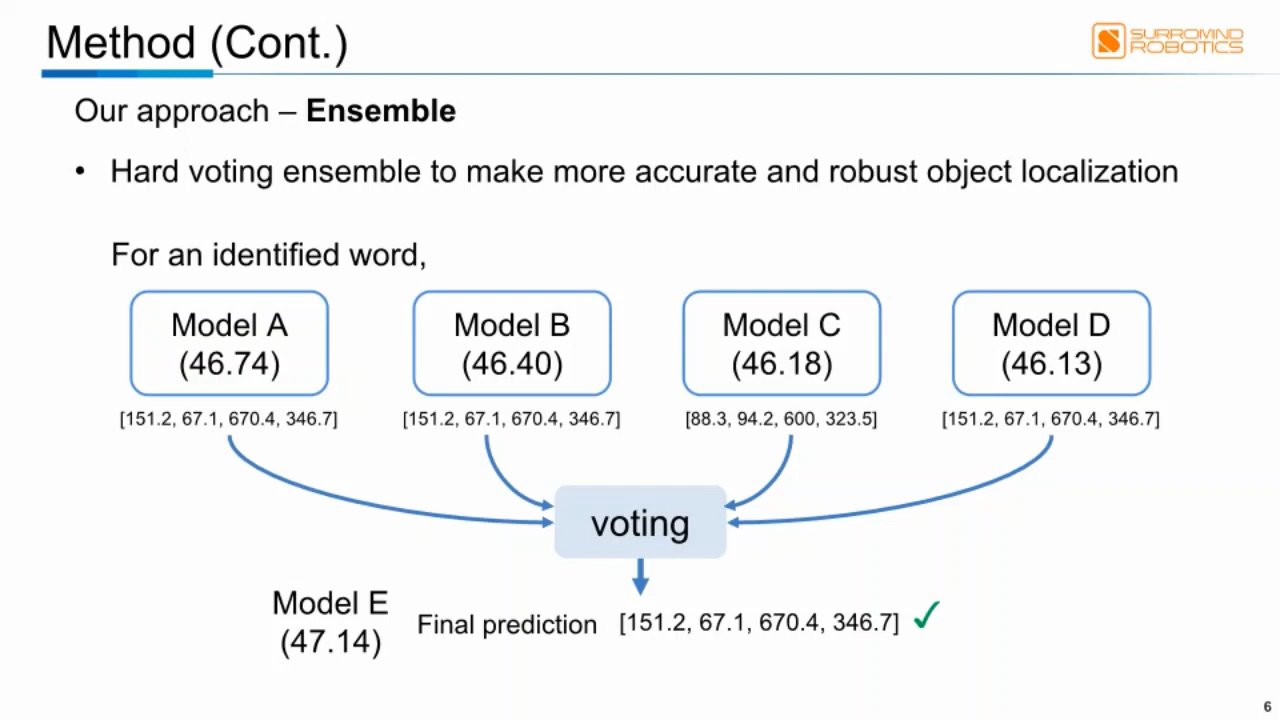 Method (Cont.)
SURROMIND
ROBOTICS
Our approach – Ensemble
• Hard voting ensemble to make more accurate and robust object localization
For an identified word,
Model A
(46.74)
Model B
(46.40)
Model C
(46.18)
Model D
(46.13)
[151.2, 67.1, 670.4, 346.7]
[151.2, 67.1, 670.4, 346.7]
[88.3, 94.2, 600, 323.5]
[151.2, 67.1, 670.4, 346.7]
voting
Model E
(47.14)
Final prediction
[151.2, 67.1, 670.4, 346.7] ✓
6